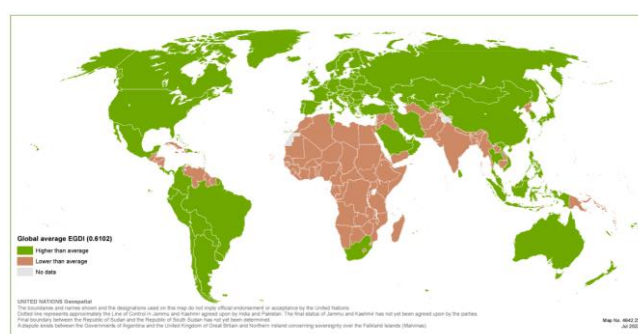 Global average EGDI (0.6102)
Higher than average
Lower than average
No data
UNITED NATIONS Geospatial
The boundaries and names shown and the designations used on this map do not imply official endorsement or acceptance by the United Nations.
Dotted line represents approximately the Line of Control in Jammu and Kashmir agreed upon by India and Pakistan. The final status of Jammu and Kashmir has not yet been agreed upon by the parties.
Final boundary between the Republic of Sudan and the Republic of South Sudan has not yet been determined.
A dispute exists between the Governments of Argentina and the United Kingdom of Great Britain and Northern Ireland concerning sovereignty over the Falkland Islands (Malvinas).
Map No. 4642.2